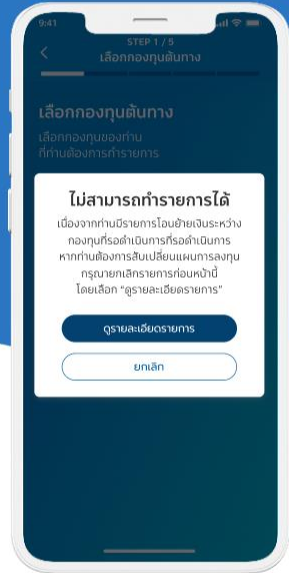 9:41
STEP 1 / 5
เลือกกองทุนต้นทาง
เลือกกองทุนต้นทาง
เลือกกองทุนของท่าน
ที่ท่านต้องการทำรายการ
ไม่สามารถทำรายการได้
เนื่องจากท่านมีรายการโอนย้ายเงินระหว่าง
กองทุนที่รอดำเนินการที่รอดำเนินการ
หากท่านต้องการสับเปลี่ยนแผนการลงทุน
กรุณายกเลิกรายการก่อนหน้านี้
โดยเลือก “ดูรายละเอียดรายการ”
ดูรายละเอียดรายการ
ยกเลิก